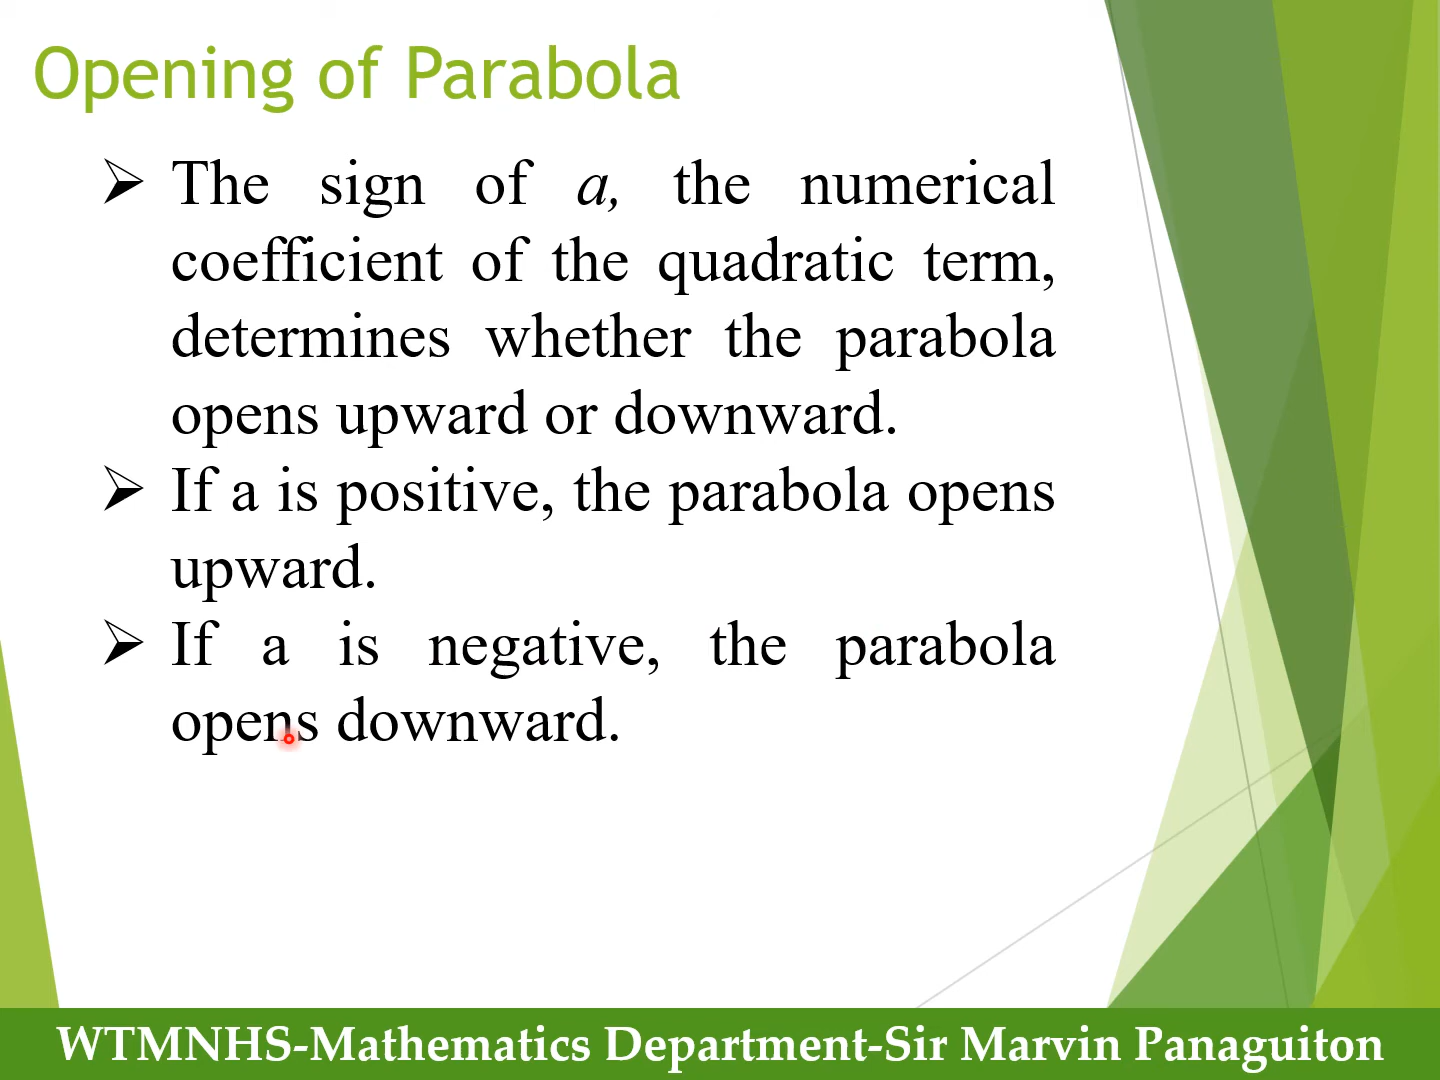 Opening of Parabola
➢ The sign of a, the numerical
coefficient of the quadratic term,
determines whether the parabola
opens upward or downward.
➢ If a is positive, the parabola opens
upward.
➢ If a is negative, the parabola
opens downward.
WTMNHS-Mathematics Department-Sir Marvin Panaguiton